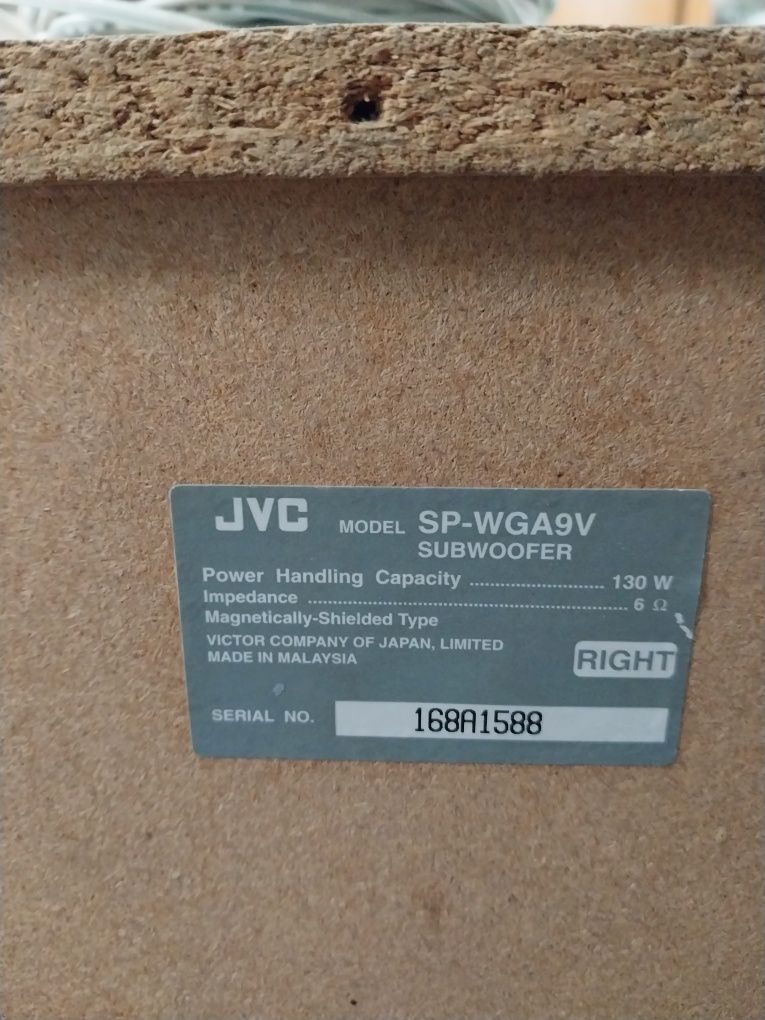 JVC MODEL SP-WGA9V
SUBWOOFER
Power Handling Capacity ........................ 130 W
Impedance ................................................................ 6 Ω
Magnetically-Shielded Type
VICTOR COMPANY OF JAPAN, LIMITED
MADE IN MALAYSIA
RIGHT
SERIAL NO. 168A1588